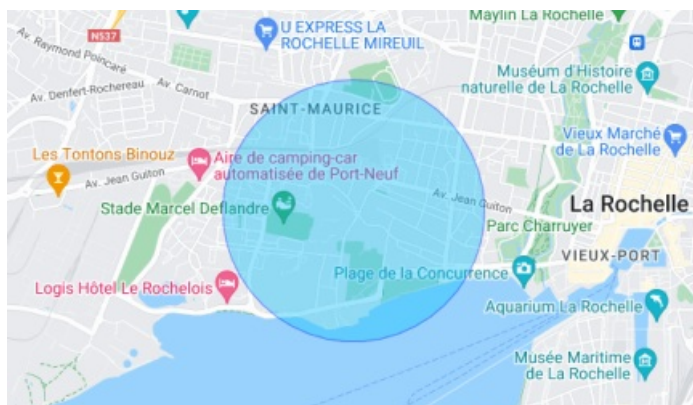 Maylin La Rochelle
U EXPRESS LA
ROCHELLE MIREUIL
N537
Av. Raymond Poincaré
Muséum d'Histoire
naturelle de La Rochelle
Av. Denfert-Rochereau
Av. Carnot
SAINT-MAURICE
Vieux Marché
de La Rochelle
Les Tontons Binouz
Aire de camping-car
automatisée de Port-Neuf
Av. Jean Guiton
Av. Jean Guiton
Stade Marcel Deflandre
La Rochelle
Parc Charruyer
VIEUX-PORT
Plage de la Concurrence
Logis Hôtel Le Rochelois
Aquarium La Rochelle
Musée Maritime
de La Rochelle